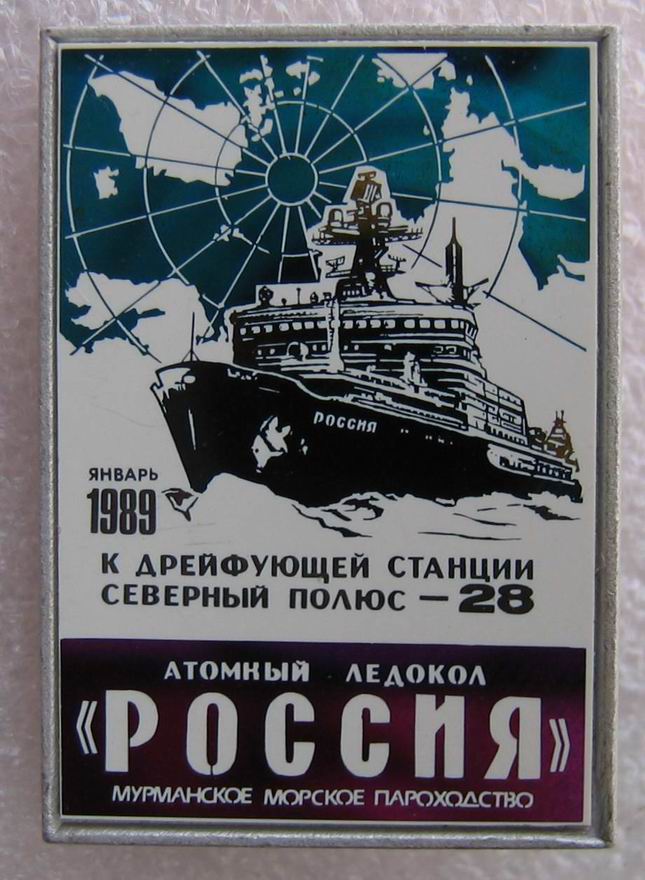 РОССИЯ
ЯНВАРЬ
1989
К ДРЕЙФУЮЩЕЙ СТАНЦИИ
СЕВЕРНЫЙ ПОЛЮС – 28
АТОМНЫЙ ЛЕДОКОЛ
«РОССИЯ»
МУРМАНСКОЕ МОРСКОЕ ПАРОХОДСТВО